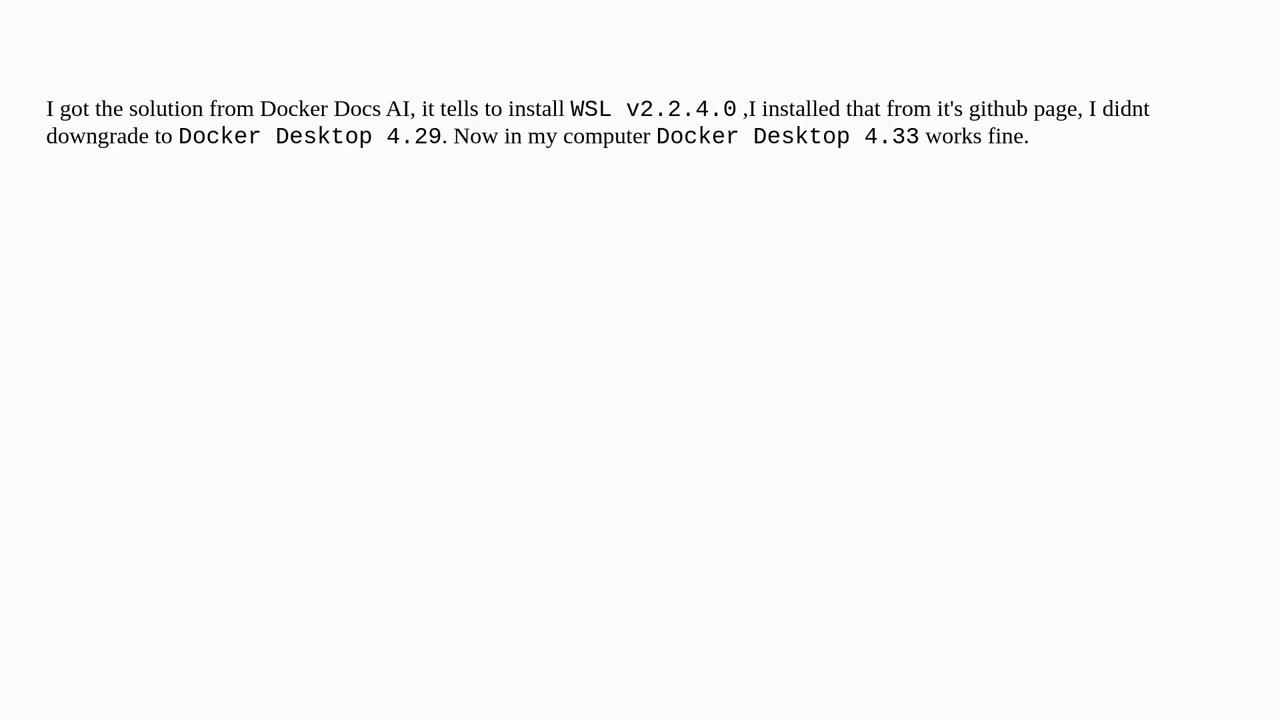 I got the solution from Docker Docs AI, it tells to install WSL v2.2.4.0 ,I installed that from it's github page, I didnt
downgrade to Docker Desktop 4.29. Now in my computer Docker Desktop 4.33 works fine.